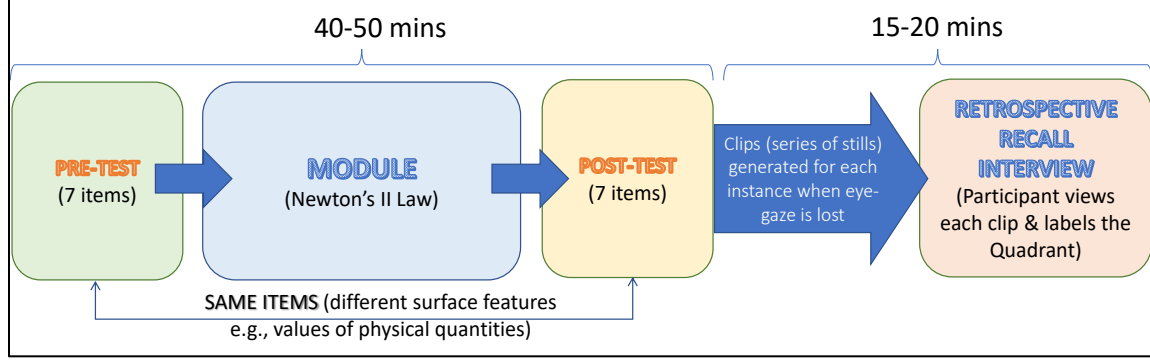 40-50 mins
15-20 mins
PRE-TEST
(7 items)
MODULE
(Newton's II Law)
POST-TEST
(7 items)
Clips (series of stills)
generated for each
instance when eye-
gaze is lost
RETROSPECTIVE
RECALL
INTERVIEW
(Participant views
each clip & labels the
Quadrant)
SAME ITEMS (different surface features
e.g., values of physical quantities)